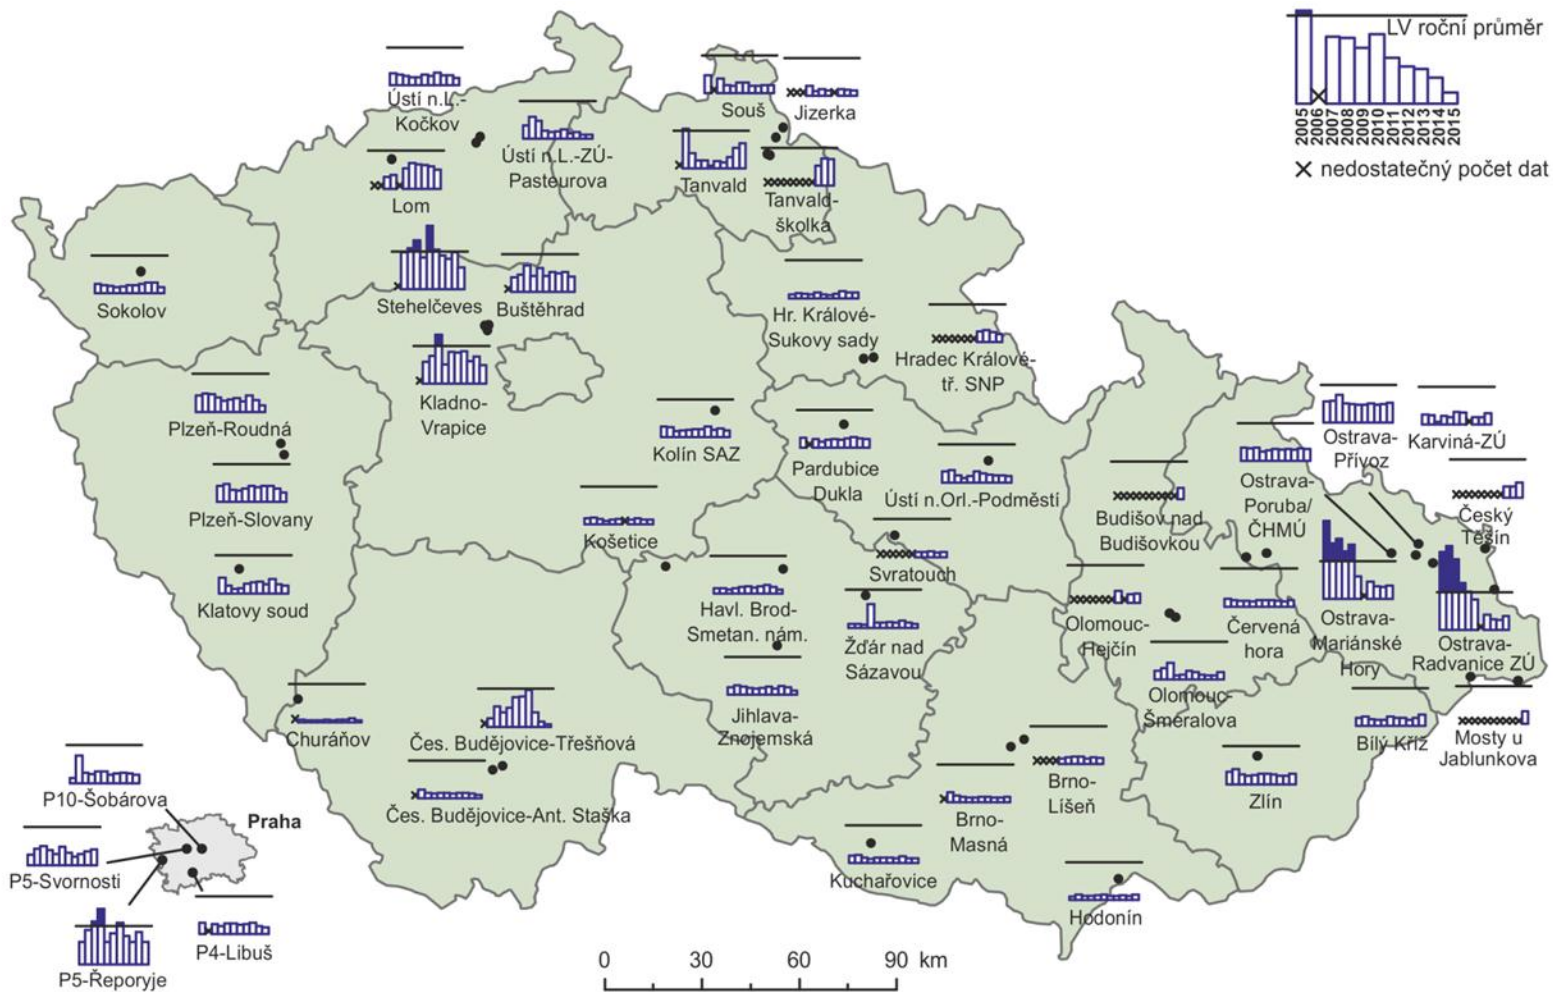 LV roční průměr
2005
2006
2007
2008
2009
2010
2011
2012
2013
2014
2015
× nedostatečný počet dat
Ústí n.L.-
Kočkov
Ústí n.L.-ZÚ-
Pasteurova
Souš
Jizerka
Tanvald
Tanvald-
školka
Lom
Sokolov
Stehelčeves
Buštěhrad
Hr. Králové-
Sukovy sady
Hradec Králové-
tř. SNP
Kladno-
Vrapice
Plzeň-Roudná
Kolín SAZ
Pardubice
Dukla
Ústí n.Orl.-Podměstí
Ostrava-
Přívoz
Karviná-ZÚ
Ostrava-
Poruba/
ČHMÚ
Český
Těšín
Budišov nad
Budišovkou
Plzeň-Slovany
Košetice
Svratouch
Klatovy soud
Havl. Brod-
Smetan. nám.
Žďár nad
Sázavou
Olomouc-
Hejčín
Červená
hora
Ostrava-
Mariánské
Hory
Ostrava-
Radvanice ZÚ
Olomouc-
Šmeralova
Jihlava-
Znojemská
Churáňov
Čes. Budějovice-Třešňová
Bílý Kříž
Mosty u
Jablunkova
Čes. Budějovice-Ant. Staška
Brno-
Líšeň
Zlín
Brno-
Masná
Kuchařovice
Hodonín
P10-Šobárova
Praha
P5-Svornosti
P4-Libuš
P5-Řeporyje
0 30 60 90 km